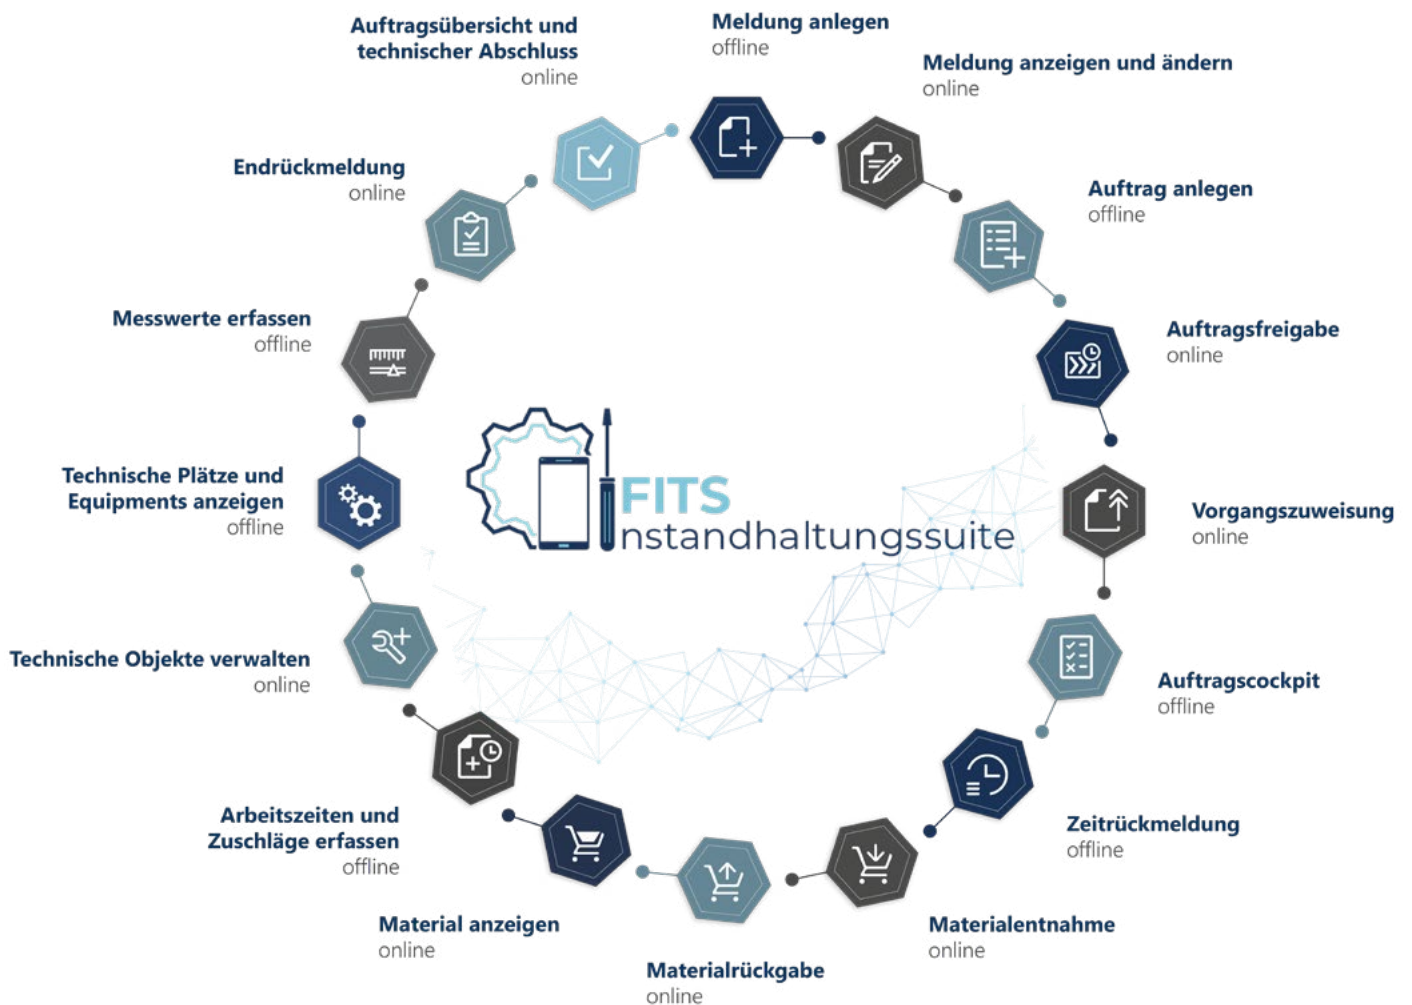 Meldung anlegen
offline
Meldung anzeigen und ändern
online
Auftrag anlegen
offline
Auftragsfreigabe
online
Vorgangszuweisung
online
Auftragscockpit
offline
Zeitrückmeldung
offline
Materialentnahme
online
Materialrückgabe
online
Material anzeigen
online
Arbeitszeiten und
Zuschläge erfassen
offline
Technische Objekte verwalten
online
Technische Plätze und
Equipments anzeigen
offline
Messwerte erfassen
offline
Endrückmeldung
online
Auftragsübersicht und
technischer Abschluss
online
FITS
nstandhaltungssuite